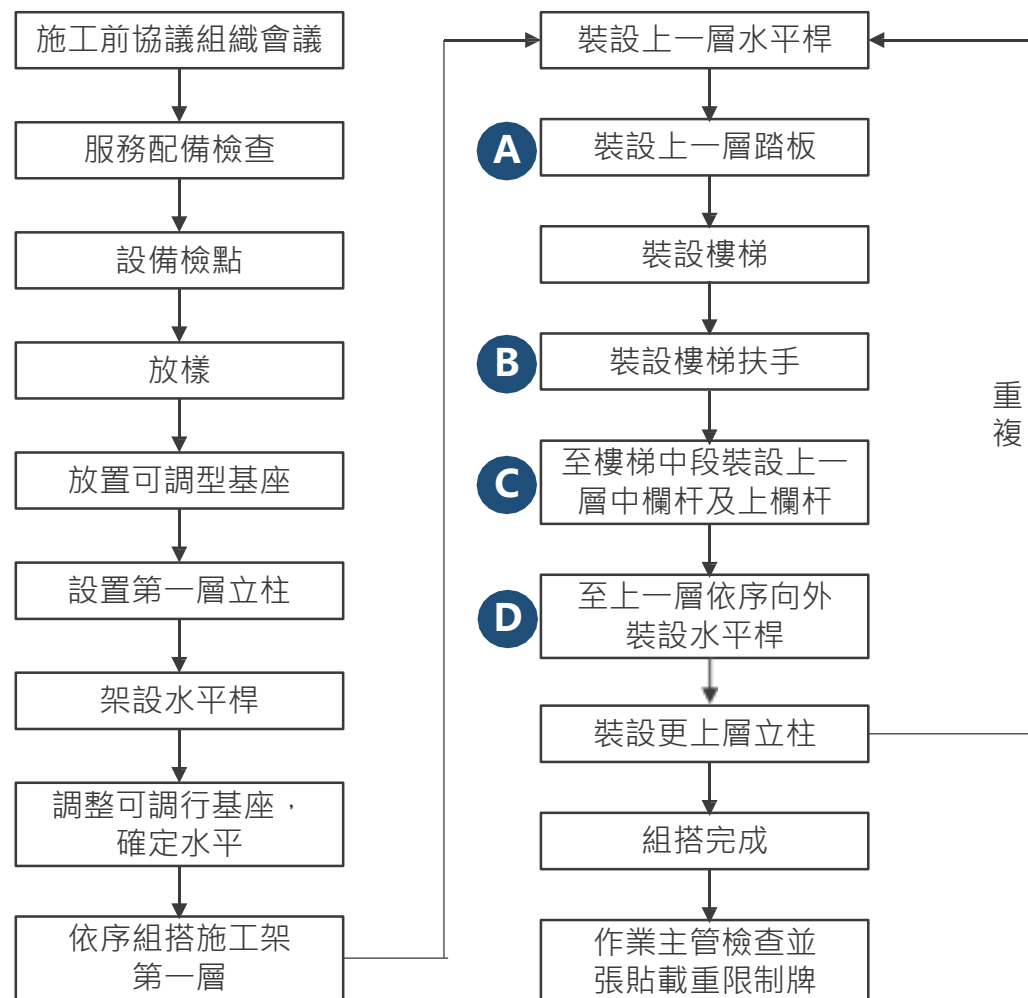 施工前協議組織會議
服務配備檢查
設備檢點
放樣
放置可調型基座
設置第一層立柱
架設水平桿
調整可調行基座，
確定水平
依序組搭施工架
第一層
裝設上一層水平桿
A
裝設上一層踏板
裝設樓梯
B
裝設樓梯扶手
C
至樓梯中段裝設上一
層中欄杆及上欄杆
D
至上一層依序向外
裝設水平桿
裝設更上層立柱
組搭完成
作業主管檢查並
張貼載重限制牌
重
複